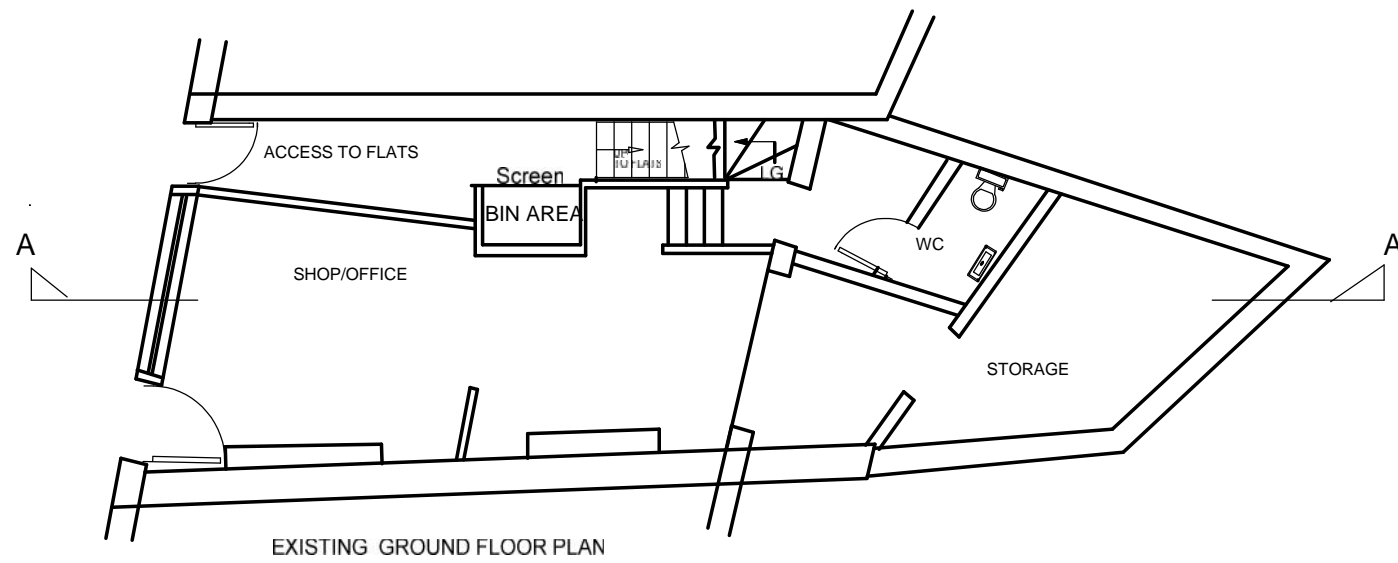 ACCESS TO FLATS
Screen
LG
BIN AREA
A
A
WC
SHOP/OFFICE
STORAGE
EXISTING GROUND FLOOR PLAN